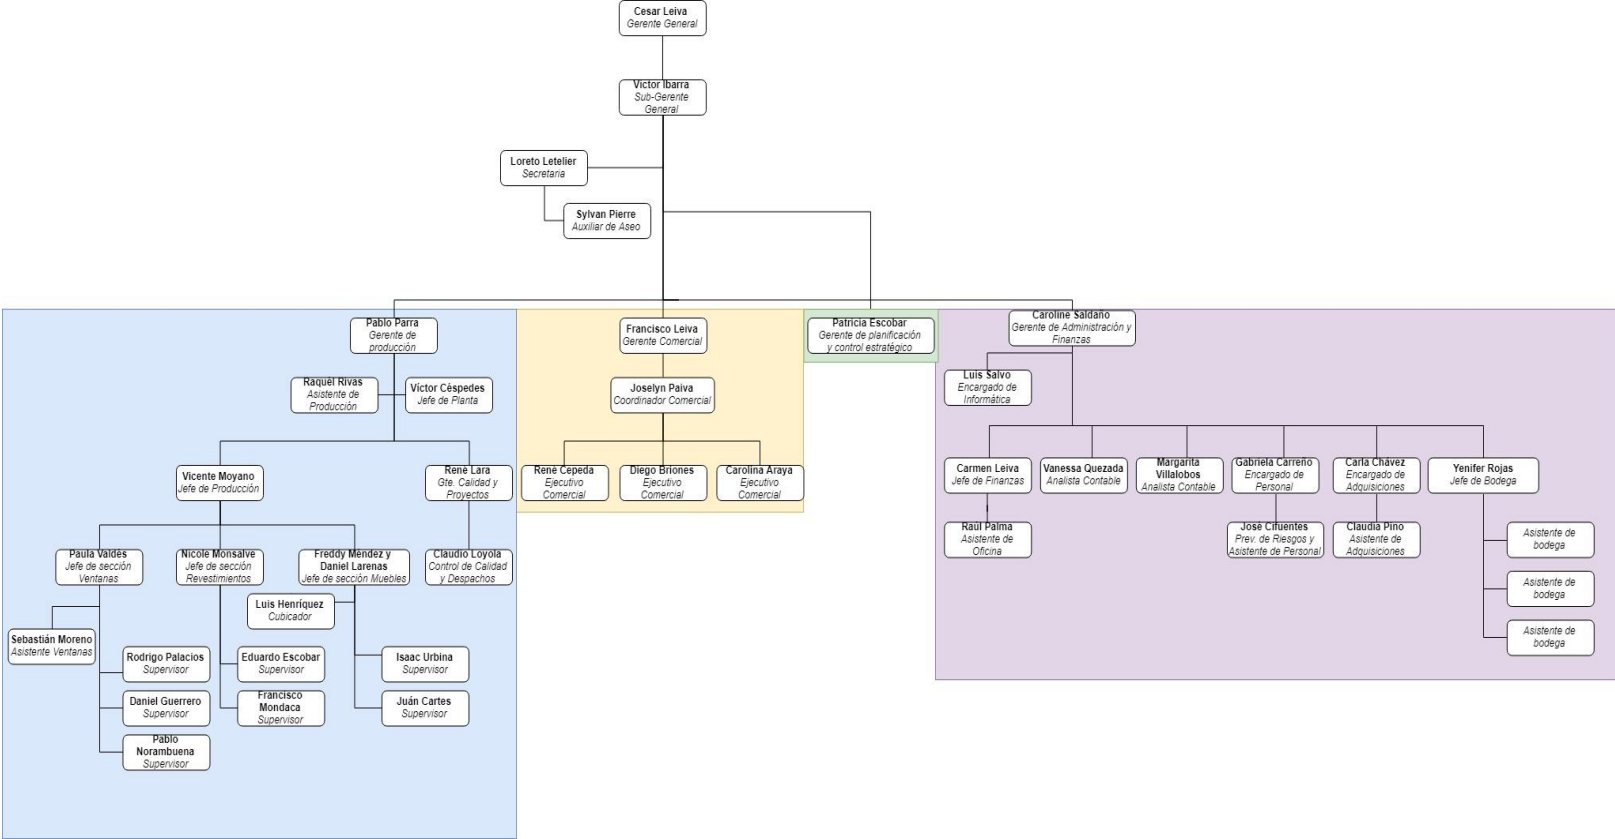 Cesar Leiva
Gerente General
Victor Ibarra
Sub-Gerente
General
Loreto Letelier
Secretaria
Sylvan Pierre
Auxiliar de Aseo
Pablo Parra
Gerente de
producción
Raquel Rivas
Asistente de
Producción
Víctor Céspedes
Jefe de Planta
Vicente Moyano
Jefe de Producción
René Lara
Gte. Calidad y
Proyectos
Paula Valdés
Jefe de sección
Ventanas
Nicole Monsalve
Jefe de sección
Revestimientos
Freddy Méndez y
Daniel Larenas
Jefe de sección Muebles
Claudio Loyola
Control de Calidad
y Despachos
Luis Henríquez
Cubicador
Sebastián Moreno
Asistente Ventanas
Rodrigo Palacios
Supervisor
Daniel Guerrero
Supervisor
Pablo
Norambuena
Supervisor
Eduardo Escobar
Supervisor
Francisco
Mondaca
Supervisor
Isaac Urbina
Supervisor
Juán Cartes
Supervisor
Francisco Leiva
Gerente Comercial
Joselyn Paiva
Coordinador Comercial
René Cepeda
Ejecutivo
Comercial
Diego Briones
Ejecutivo
Comercial
Carolina Araya
Ejecutivo
Comercial
Patricia Escobar
Gerente de planificación
y control estratégico
Caroline Saldaño
Gerente de Administración y
Finanzas
Luis Salvo
Encargado de
Informática
Carmen Leiva
Jefe de Finanzas
Vanessa Quezada
Analista Contable
Margarita
Villalobos
Analista Contable
Gabriela Carreño
Encargado de
Personal
Carla Chávez
Encargado de
Adquisiciones
Yenifer Rojas
Jefe de Bodega
Raúl Palma
Asistente de
Oficina
José Cifuentes
Prev. de Riesgos y
Asistente de Personal
Claudia Pino
Asistente de
Adquisiciones
Asistente de
bodega
Asistente de
bodega
Asistente de
bodega